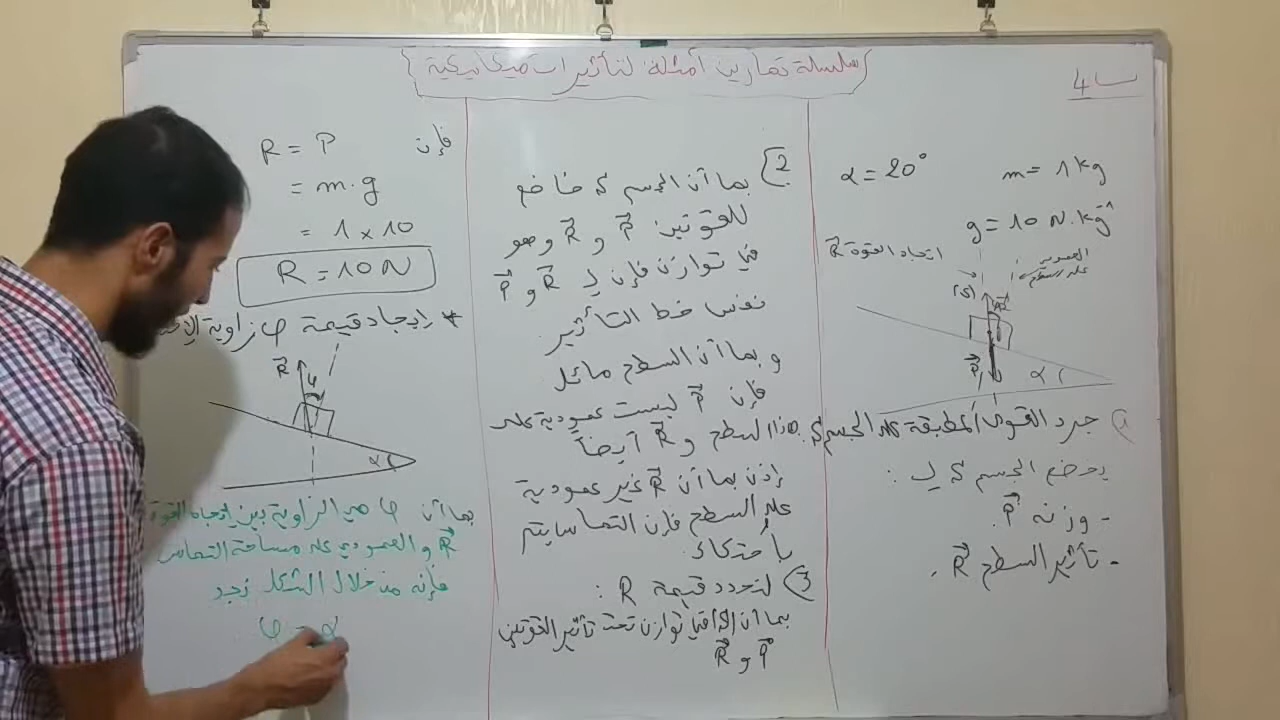 سلسلة تمارين أمثلة لتأثيرات ميكانيكية
4
m = 1 kg
α = 20°
g = 10 N.kg⁻¹
اتجاه القوة R⃗
العمودي
على السطح
(S)
R⃗
P⃗
α
1) جرد القوى المطبقة على الجسم S
يخضع الجسم S ل :
- وزنه P⃗.
- تأثير السطح R⃗.
2) بما أن الجسم S خاضع
للقوتين P⃗ و R⃗ وهو
في توازن فإن ل R⃗ و P⃗
نفس خط التأثير
و بما أن السطح مائل
فإن P⃗ ليست عمودية على
هذا السطح و R⃗ أيضاً
إذن بما أن R⃗ غير عمودية
على السطح فإن التماس يتم
باحتكاك.
3) لنحدد قيمة R :
بما أن (S) في توازن تحت تأثير القوتين
P⃗ و R⃗
فإن R = P
= m.g
= 1 × 10
R = 10 N
* إيجاد قيمة φ زاوية
R⃗
φ
α
بما أن φ هي الزاوية بين اتجاه القوة
R⃗ و العمودي على مساحة التماس
فإنه من خلال الشكل نجد
φ = α